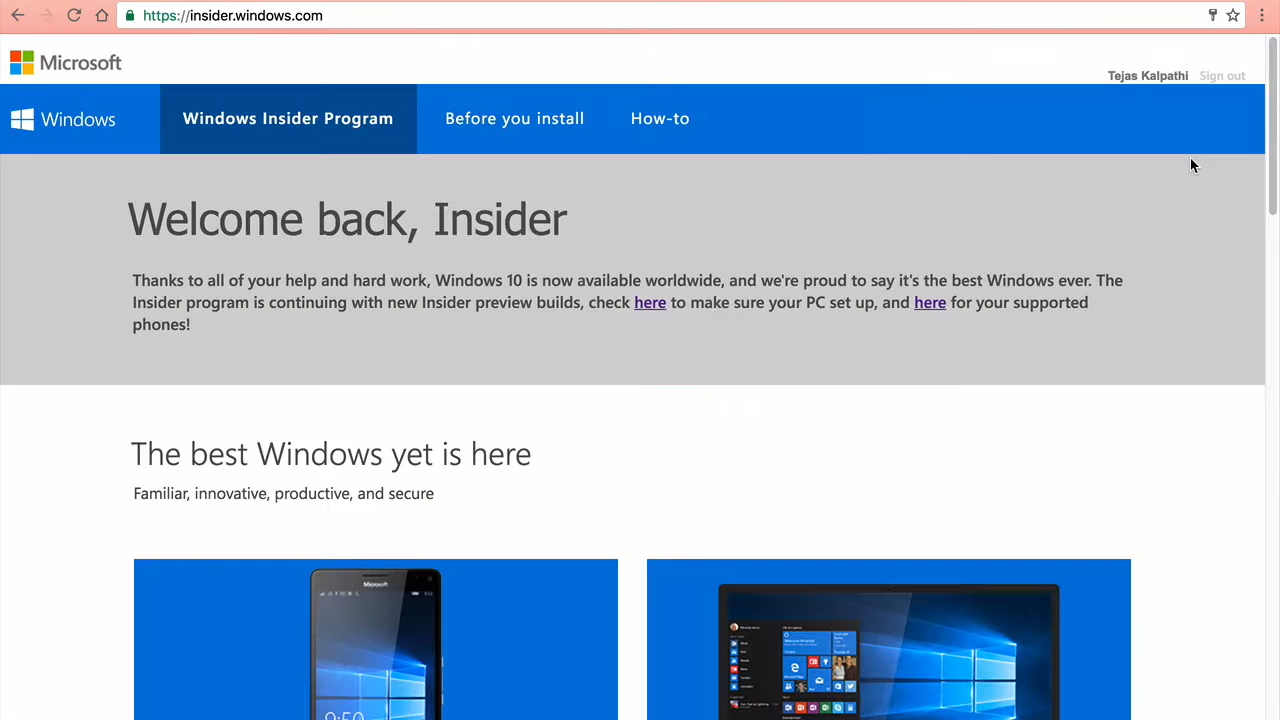 https://insider.windows.com
Microsoft
Tejas Kalpathi Sign out
Windows
Windows Insider Program
Before you install
How-to
Welcome back, Insider
Thanks to all of your help and hard work, Windows 10 is now available worldwide, and we're proud to say it's the best Windows ever. The
Insider program is continuing with new Insider preview builds, check here to make sure your PC set up, and here for your supported
phones!
The best Windows yet is here
Familiar, innovative, productive, and secure
Microsoft
9:50